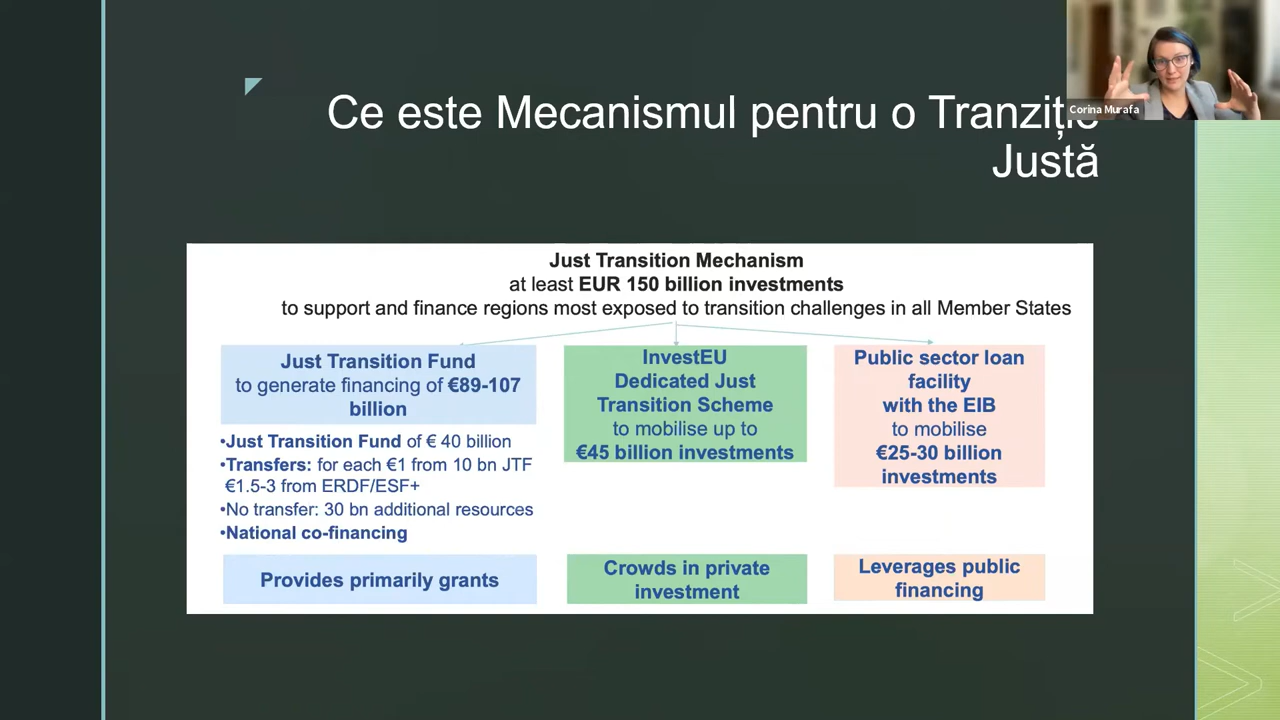 Ce este Mecanismul pentru o Tranziție
Justă
Corina Murafa
Just Transition Mechanism
at least EUR 150 billion investments
to support and finance regions most exposed to transition challenges in all Member States
Just Transition Fund
to generate financing of €89-107
billion
•Just Transition Fund of € 40 billion
•Transfers: for each €1 from 10 bn JTF
€1.5-3 from ERDF/ESF+
•No transfer: 30 bn additional resources
•National co-financing
Provides primarily grants
InvestEU
Dedicated Just
Transition Scheme
to mobilise up to
€45 billion investments
Crowds in private
investment
Public sector loan
facility
with the EIB
to mobilise
€25-30 billion
investments
Leverages public
financing